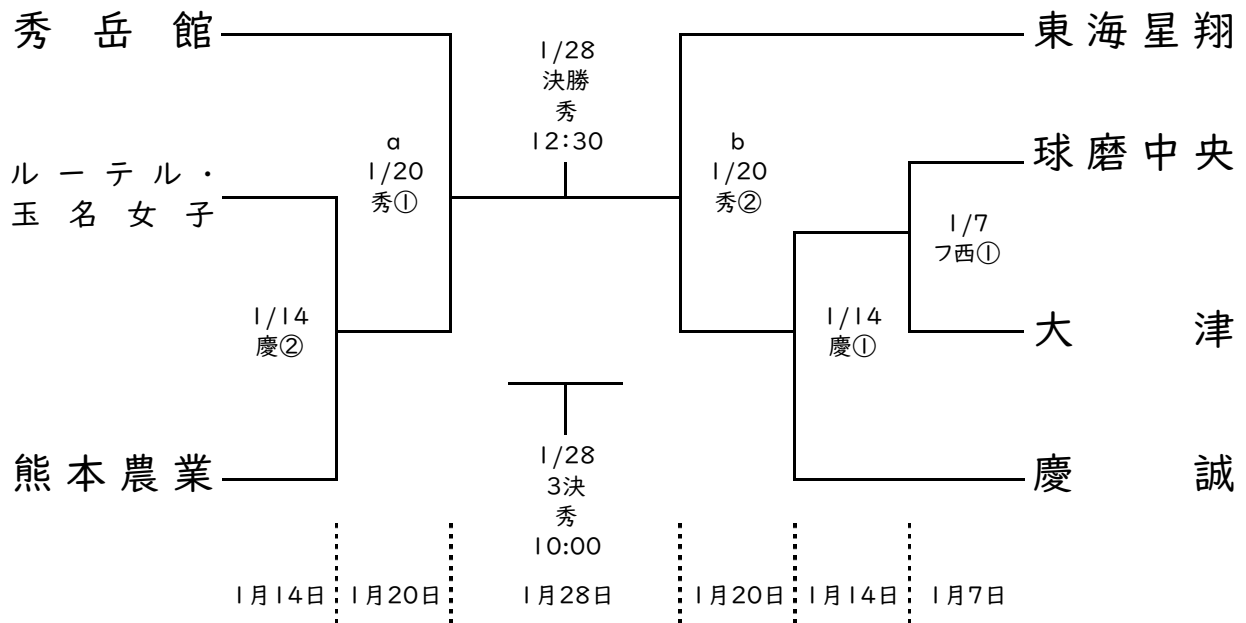 秀岳館
ルーテル・
玉名女子
熊本農業
1/14
慶②
a
1/20
秀①
1/28
決勝
秀
12:30
1/28
3決
秀
10:00
b
1/20
秀②
1/14
慶①
1/7
フ西①
東海星翔
球磨中央
大津
慶誠
1月14日
1月20日
1月28日
1月20日
1月14日
1月7日